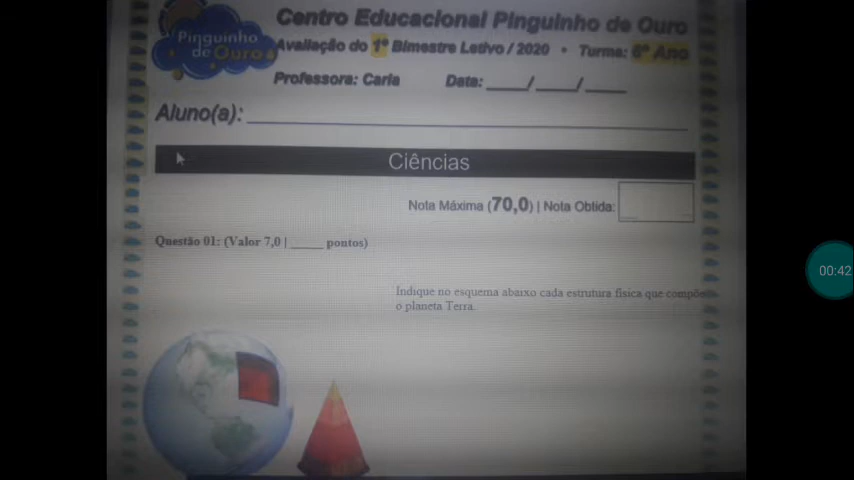 Centro Educacional Pinguinho de Ouro
Pinguinho
de Ouro
Avaliação do 1º Bimestre Letivo / 2020 • Turma: 6º Ano
Professora: Carla Data: ____/____/____
Aluno(a): ____________________
Ciências
Nota Máxima (70,0) | Nota Obtida:
Questão 01: (Valor 7,0 | _____ pontos)
Indique no esquema abaixo cada estrutura física que compõe
o planeta Terra.
00:42